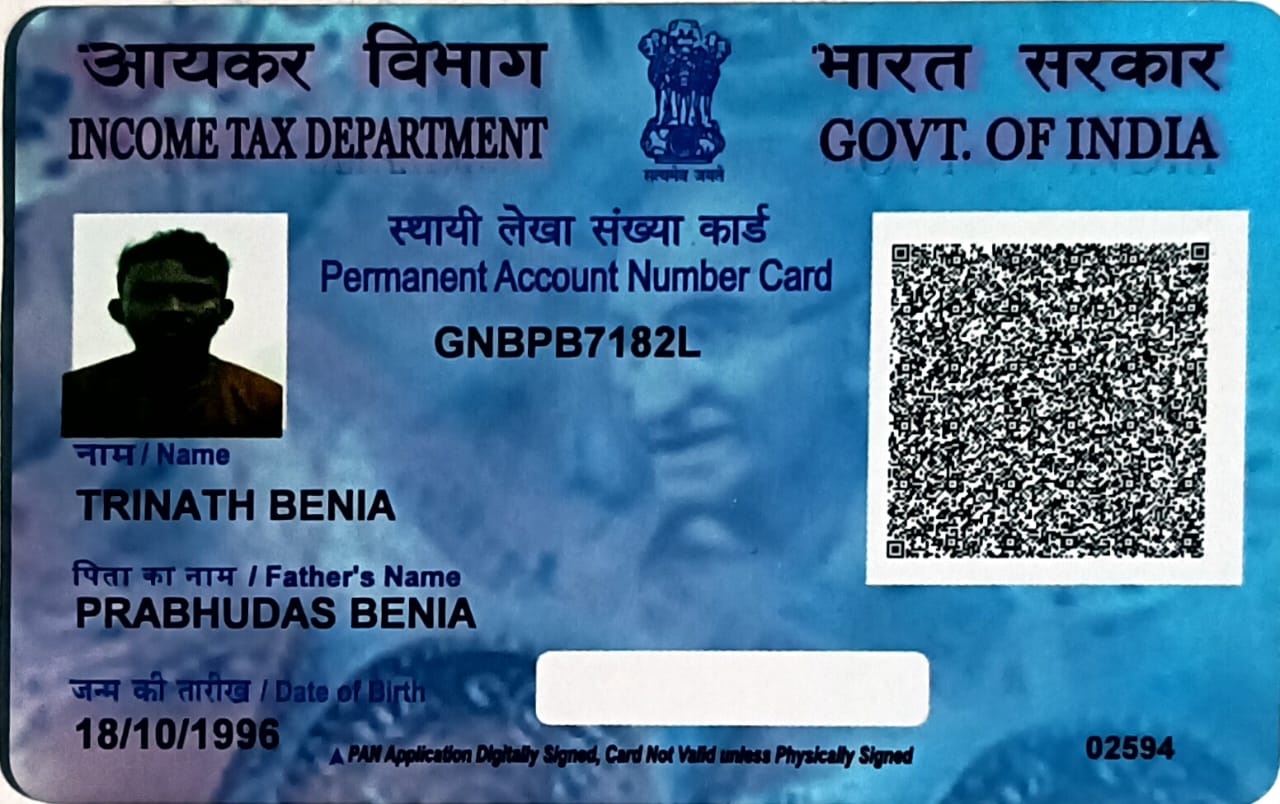 आयकर विभाग
INCOME TAX DEPARTMENT
सत्यमेव जयते
भारत सरकार
GOVT. OF INDIA
स्थायी लेखा संख्या कार्ड
Permanent Account Number Card
GNBPB7182L
नाम / Name
TRINATH BENIA
पिता का नाम / Father's Name
PRABHUDAS BENIA
जन्म की तारीख / Date of Birth
18/10/1996
PAN Application Digitally Signed, Card Not Valid unless Physically Signed
02594